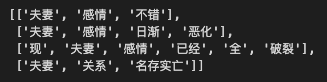 [['夫妻', '感情', '不错'],
['夫妻', '感情', '日渐', '恶化'],
['现', '夫妻', '感情', '已经', '全', '破裂'],
['夫妻', '关系', '名存实亡']]